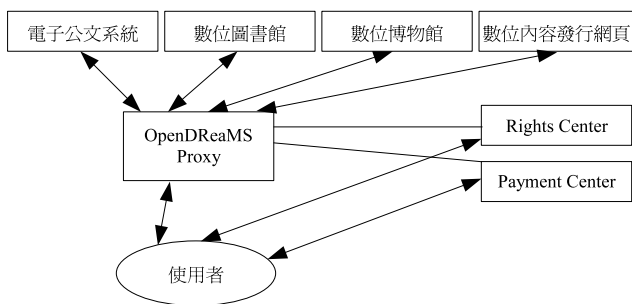 電子公文系統
數位圖書館
數位博物館
數位內容發行網頁
OpenDReaMS
Proxy
Rights Center
Payment Center
使用者